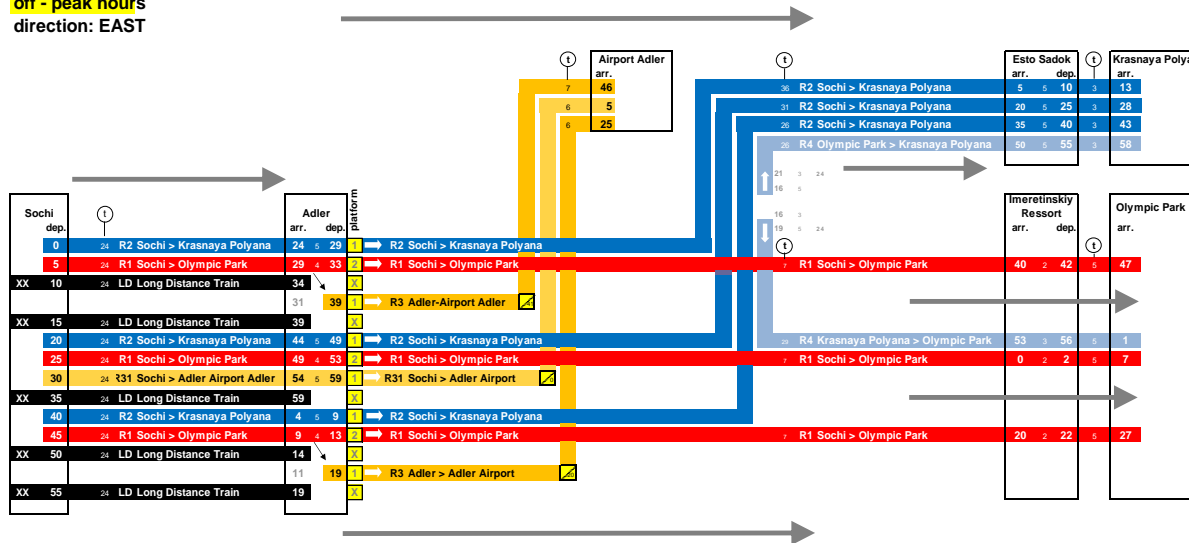 off - peak hours
direction: EAST
t Airport Adler
arr.
7 46
6 5
6 25
t Esto Sadok t Krasnaya Polya
arr. dep. arr.
36 R2 Sochi > Krasnaya Polyana 5 5 10 3 13
31 R2 Sochi > Krasnaya Polyana 20 5 25 3 28
26 R2 Sochi > Krasnaya Polyana 35 5 40 3 43
26 R4 Olympic Park > Krasnaya Polyana 50 5 55 3 58
21 3 24
16 5
16 3
19 5 24
Sochi t Adler platform
dep. arr. dep.
Imeretinskiy Ressort Olympic Park
arr. dep. t arr.
0 24 R2 Sochi > Krasnaya Polyana 24 5 29 1 R2 Sochi > Krasnaya Polyana t
5 24 R1 Sochi > Olympic Park 29 4 33 2 R1 Sochi > Olympic Park 7 R1 Sochi > Olympic Park 40 2 42 5 47
XX 10 24 LD Long Distance Train 34 X
31 39 1 R3 Adler-Airport Adler
XX 15 24 LD Long Distance Train 39 X
20 24 R2 Sochi > Krasnaya Polyana 44 5 49 1 R2 Sochi > Krasnaya Polyana R4 Krasnaya Polyana > Olympic Park 53 3 56 5 1
25 24 R1 Sochi > Olympic Park 49 4 53 2 R1 Sochi > Olympic Park 7 R1 Sochi > Olympic Park 0 2 2 5 7
30 24 R31 Sochi > Adler Airport Adler 54 5 59 1 R31 Sochi > Adler Airport
XX 35 24 LD Long Distance Train 59 X
40 24 R2 Sochi > Krasnaya Polyana 4 5 9 1 R2 Sochi > Krasnaya Polyana
45 24 R1 Sochi > Olympic Park 9 4 13 2 R1 Sochi > Olympic Park 7 R1 Sochi > Olympic Park 20 2 22 5 27
XX 50 24 LD Long Distance Train 14 X
11 19 1 R3 Adler > Adler Airport
XX 55 24 LD Long Distance Train 19 X